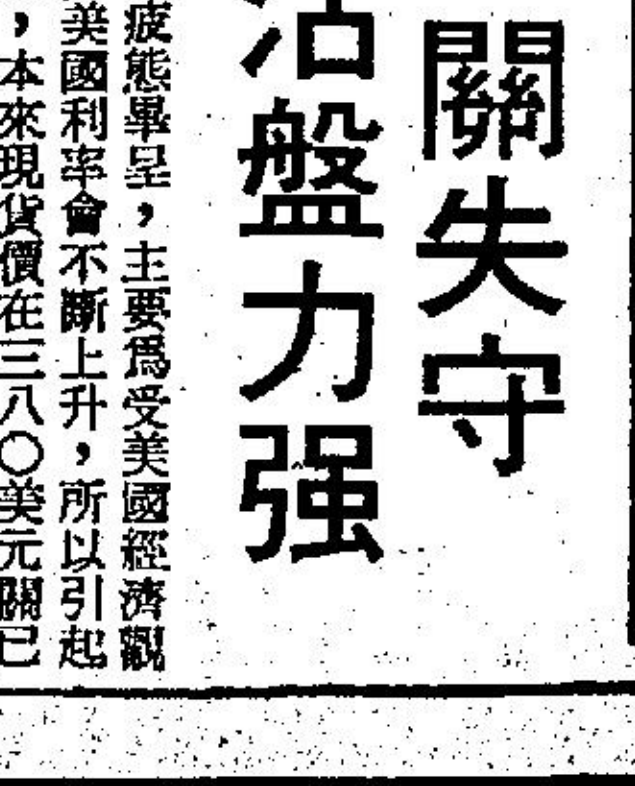 關失守
沽盤力强
疲態畢呈，主要爲受美國經濟觀
美國利率會不斷上升，所以引起
，本來現貨價在三八〇美元關已